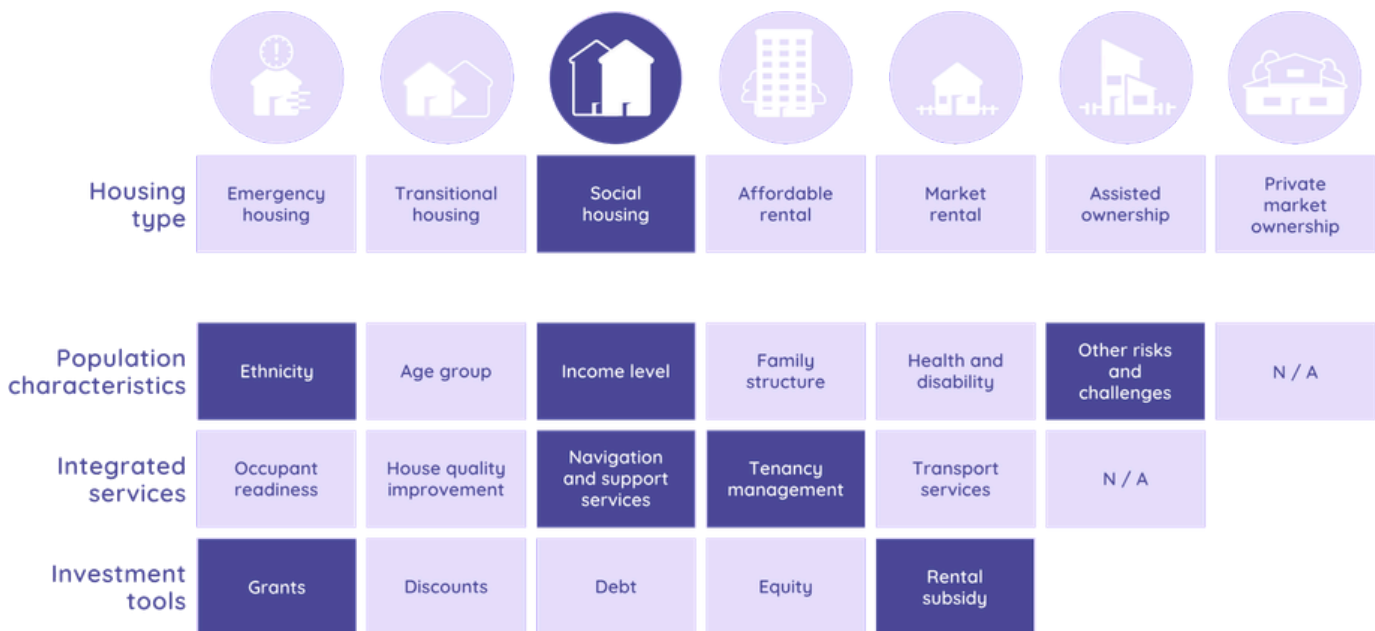 Housing
type
Emergency
housing
Transitional
housing
Social
housing
Affordable
rental
Market
rental
Assisted
ownership
Private
market
ownership
Population
characteristics
Ethnicity
Age group
Income level
Family
structure
Health and
disability
Other risks
and
challenges
N / A
Integrated
services
Occupant
readiness
House quality
improvement
Navigation
and support
services
Tenancy
management
Transport
services
N / A
Investment
tools
Grants
Discounts
Debt
Equity
Rental
subsidy